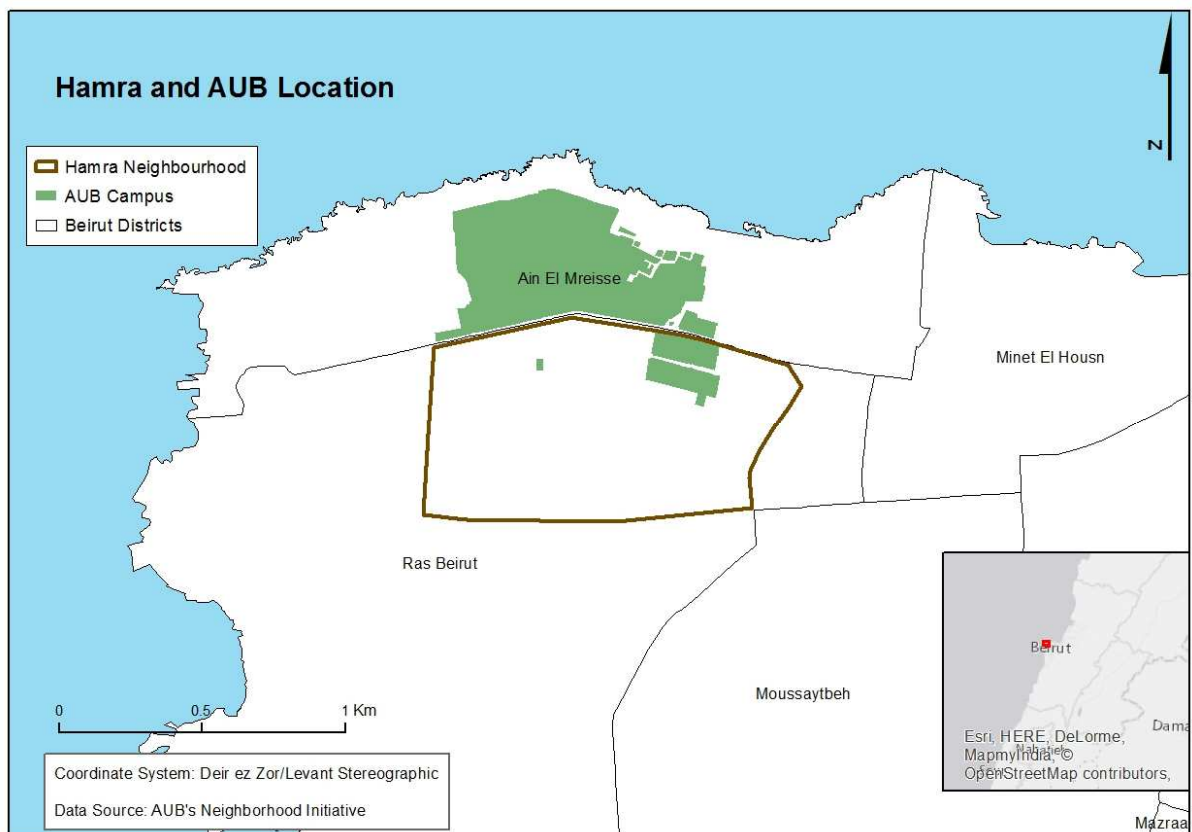 Hamra and AUB Location
N
Hamra Neighbourhood
AUB Campus
Beirut Districts
Ain El Mreisse
Minet El Housn
Ras Beirut
Moussaytbeh
0 0.5 1 Km
Coordinate System: Deir ez Zor/Levant Stereographic
Data Source: AUB's Neighborhood Initiative
Beirut
Dama
Esri, HERE, DeLorme,
MapmyIndia, ©
OpenStreetMap contributors,
Mazraa